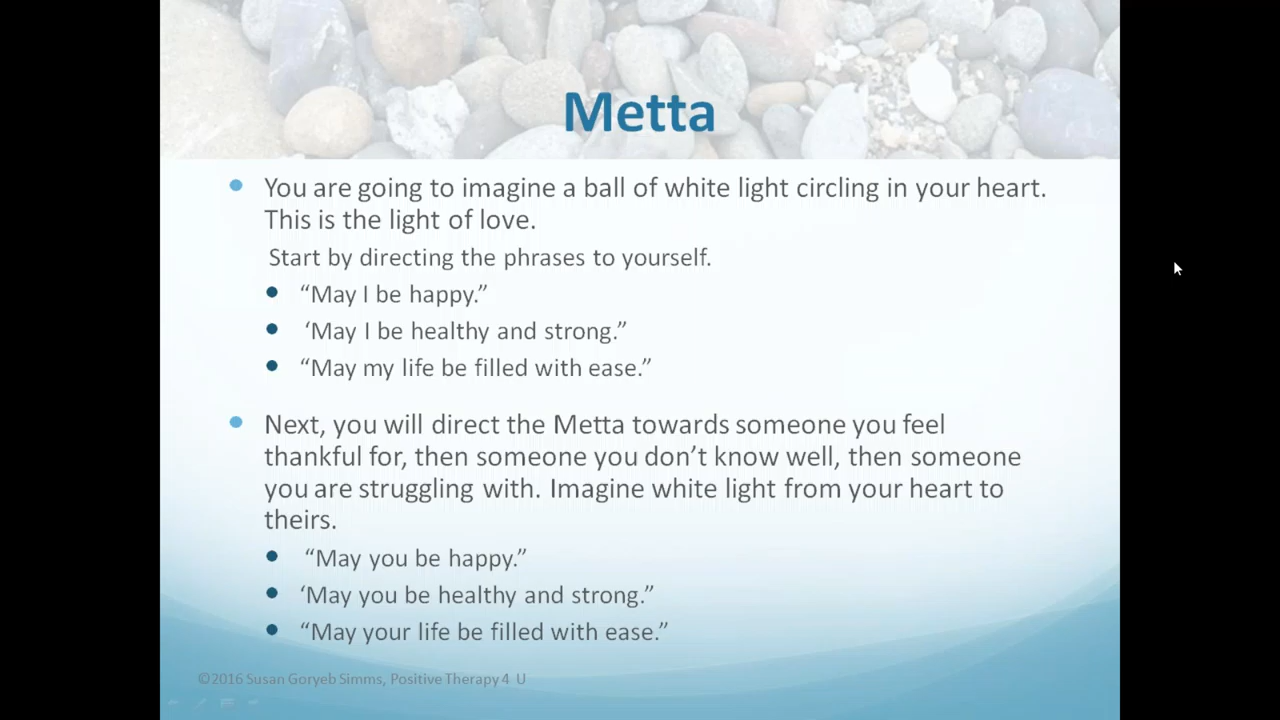 Metta
• You are going to imagine a ball of white light circling in your heart.
This is the light of love.
Start by directing the phrases to yourself.
• “May I be happy.”
• ‘May I be healthy and strong.”
• “May my life be filled with ease.”
• Next, you will direct the Metta towards someone you feel
thankful for, then someone you don’t know well, then someone
you are struggling with. Imagine white light from your heart to
theirs.
• “May you be happy.”
• ‘May you be healthy and strong.”
• “May your life be filled with ease.”
©2016 Susan Goryeb Simms, Positive Therapy 4 U